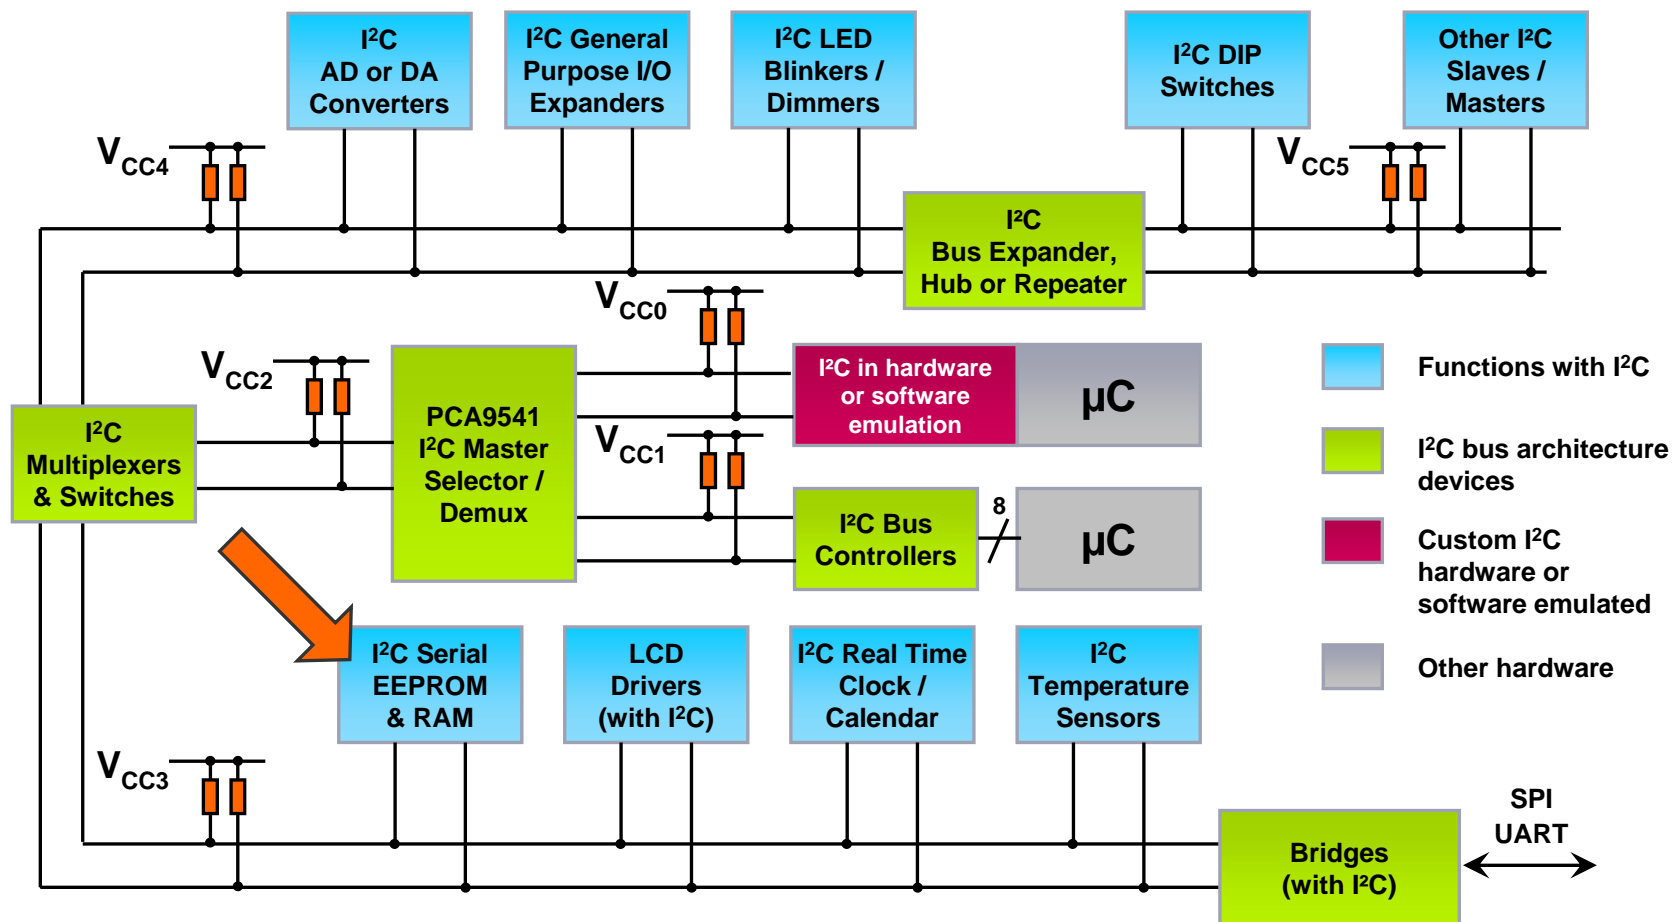 I²C
AD or DA
Converters
I²C General
Purpose I/O
Expanders
I²C LED
Blinkers /
Dimmers
I²C DIP
Switches
Other I²C
Slaves /
Masters
VCC4
VCC5
I²C
Bus Expander,
Hub or Repeater
VCC0
VCC2
PCA9541
I²C Master
Selector /
Demux
I²C in hardware
or software
emulation
µC
I²C
Multiplexers
& Switches
VCC1
I²C Bus
Controllers
8
µC
Functions with I²C
I²C bus architecture
devices
Custom I²C
hardware or
software emulated
Other hardware
I²C Serial
EEPROM
& RAM
LCD
Drivers
(with I²C)
I²C Real Time
Clock /
Calendar
I²C
Temperature
Sensors
VCC3
Bridges
(with I²C)
SPI
UART